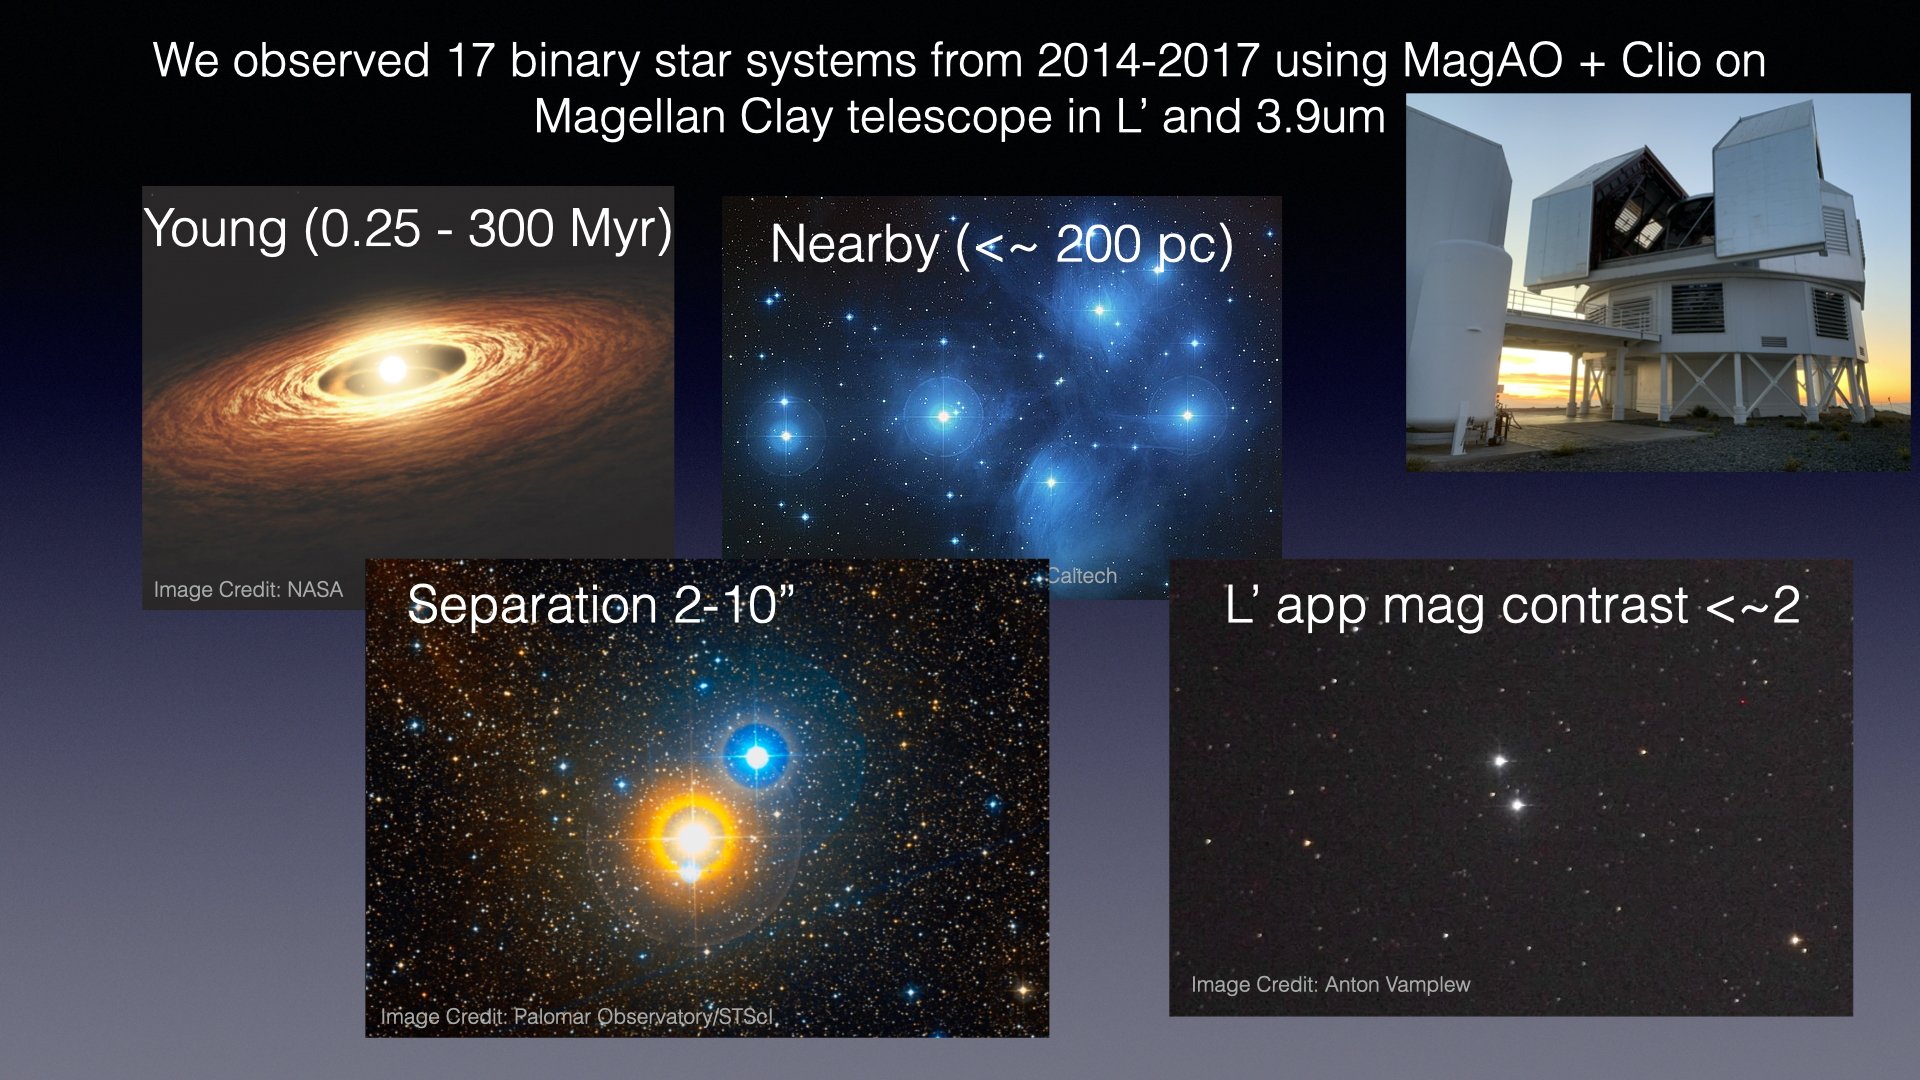 We observed 17 binary star systems from 2014-2017 using MagAO + Clio on
Magellan Clay telescope in L’ and 3.9um
Young (0.25 - 300 Myr)
Nearby (<~ 200 pc)
Image Credit: NASA
Caltech
Separation 2-10”
L’ app mag contrast <~2
Image Credit: Palomar Observatory/STScI
Image Credit: Anton Vamplew